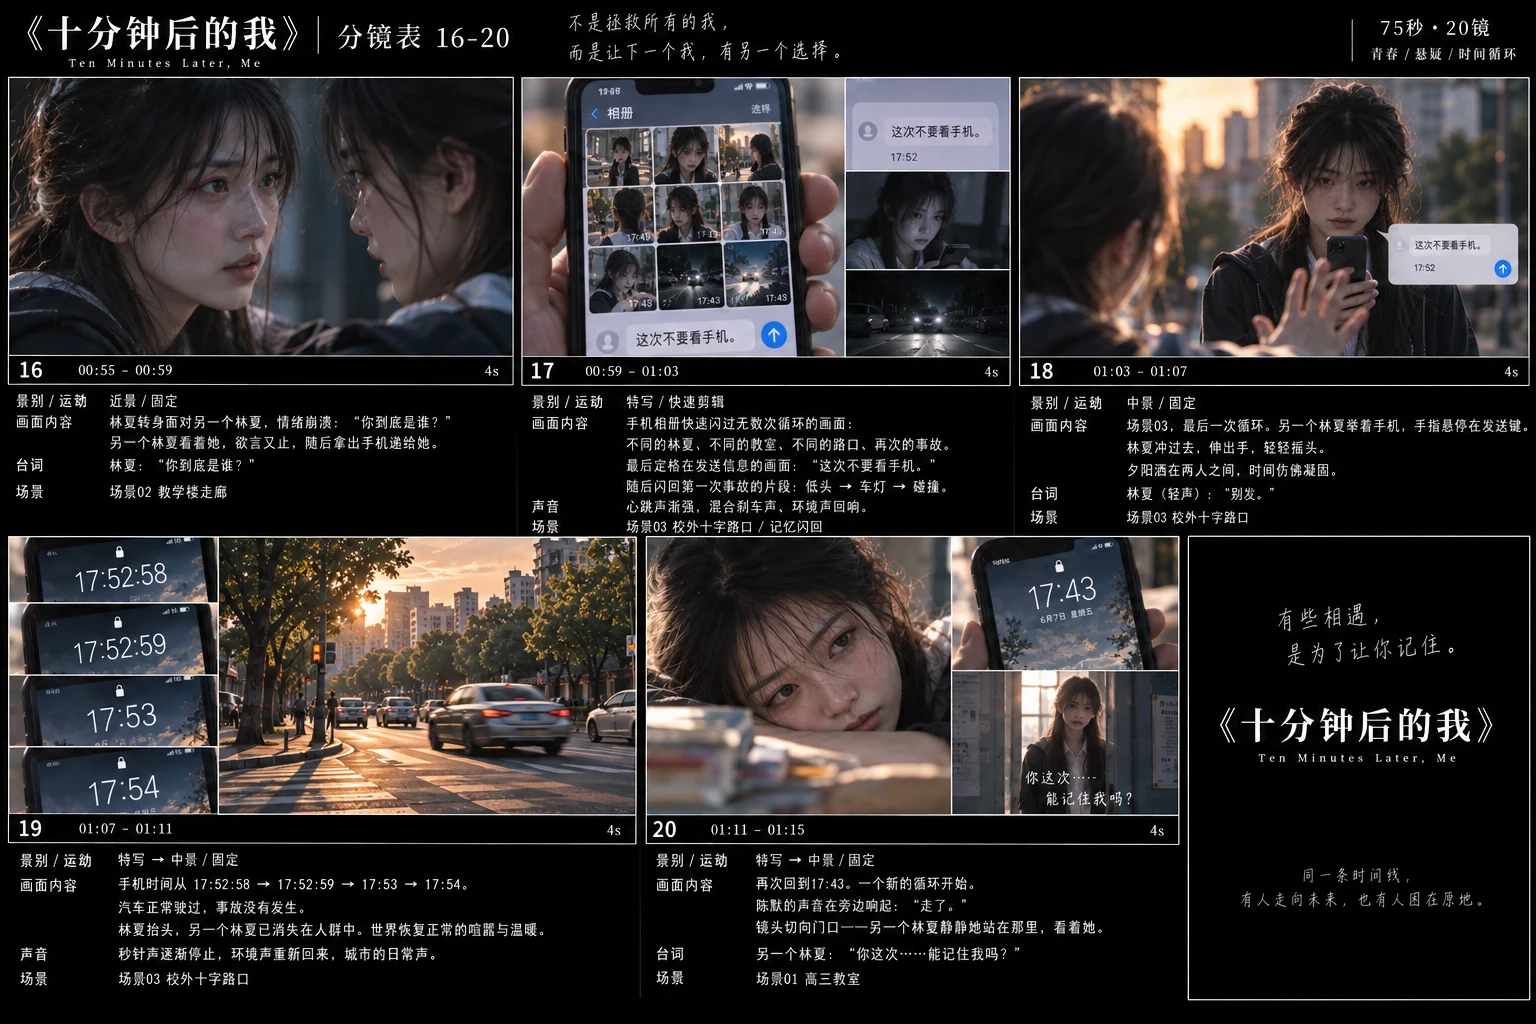 《十分钟后的我》
Ten Minutes Later, Me
分镜表 16-20
不是拯救所有的我，
而是让下一个我，有另一个选择。
75秒·20镜
青春 / 悬疑 / 时间循环
相册
选择
17:43
17:43
17:43
17:43
这次不要看手机。
这次不要看手机。
17:52
这次不要看手机。
17:52
16
00:55 - 00:59
4s
景别 / 运动 近景 / 固定
画面内容 林夏转身面对另一个林夏，情绪崩溃：“你到底是谁？”
另一个林夏看着她，欲言又止，随后拿出手机递给她。
台词 林夏：“你到底是谁？”
场景 场景02 教学楼走廊
17
00:59 - 01:03
4s
景别 / 运动 特写 / 快速剪辑
画面内容 手机相册快速闪过无数次循环的画面：
不同的林夏、不同的教室、不同的路口、再次的事故。
最后定格在发送信息的画面：“这次不要看手机。”
随后闪回第一次事故的片段：低头 → 车灯 → 碰撞。
声音 心跳声渐强，混合刹车声、环境声回响。
场景 场景03 校外十字路口 / 记忆闪回
18
01:03 - 01:07
4s
景别 / 运动 中景 / 固定
画面内容 场景03，最后一次循环。另一个林夏举着手机，手指悬停在发送键。
林夏冲过去，伸出手，轻轻摇头。
夕阳洒在两人之间，时间仿佛凝固。
台词 林夏（轻声）：“别发。”
场景 场景03 校外十字路口
17:52:58
17:52:59
17:53
17:54
19
01:07 - 01:11
4s
景别 / 运动 特写 → 中景 / 固定
画面内容 手机时间从 17:52:58 → 17:52:59 → 17:53 → 17:54。
汽车正常驶过，事故没有发生。
林夏抬头，另一个林夏已消失在人群中。世界恢复正常的喧嚣与温暖。
声音 秒针声逐渐停止，环境声重新回来，城市的日常声。
场景 场景03 校外十字路口
17:43
6月7日 星期五
你这次……
能记住我吗？
20
01:11 - 01:15
4s
景别 / 运动 特写 → 中景 / 固定
画面内容 再次回到17:43。一个新的循环开始。
陈默的声音在旁边响起：“走了。”
镜头切向门口——另一个林夏静静地站在那里，看着她。
台词 另一个林夏：“你这次……能记住我吗？”
场景 场景01 高三教室
有些相遇，
是为了让你记住。
《十分钟后的我》
Ten Minutes Later, Me
同一条时间线，
有人走向未来，也有人困在原地。